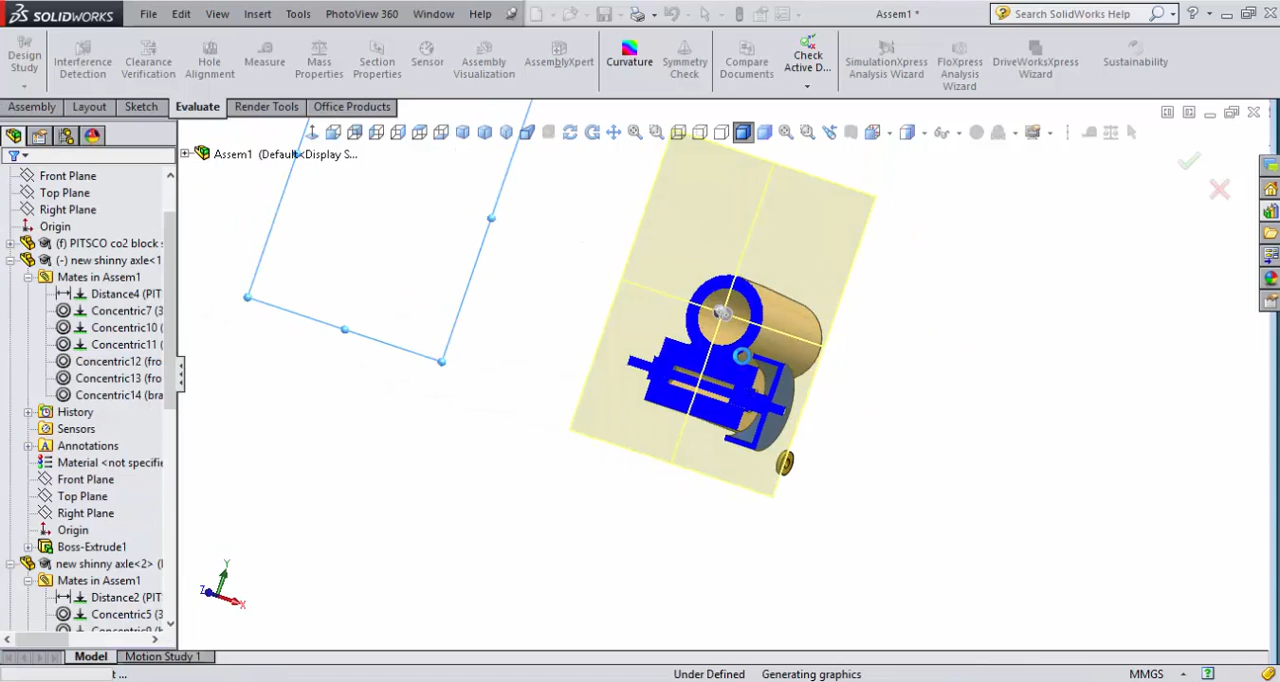 SOLIDWORKS File Edit View Insert Tools PhotoView 360 Window Help Assem1 * Search SolidWorks Help
Design Study Interference Detection Clearance Verification Hole Alignment Measure Mass Properties Section Properties Sensor Assembly Visualization AssemblyXpert Curvature Symmetry Check Compare Documents Check Active D... SimulationXpress Analysis Wizard FloXpress Analysis Wizard DriveWorksXpress Wizard Sustainability
Assembly Layout Sketch Evaluate Render Tools Office Products
Assem1 (Default<Display S...
Front Plane
Top Plane
Right Plane
Origin
(f) PITSCO co2 block s
(-) new shinny axle<1
Mates in Assem1
Distance4 (PIT
Concentric7 (3
Concentric10
Concentric11
Concentric12 (fro
Concentric13 (fro
Concentric14 (bra
History
Sensors
Annotations
Material <not specifie
Front Plane
Top Plane
Right Plane
Origin
Boss-Extrude1
new shinny axle<2> (
Mates in Assem1
Distance2 (PIT
Concentric5 (3
Y
Z
X
Model Motion Study 1
t ... Under Defined Generating graphics MMGS